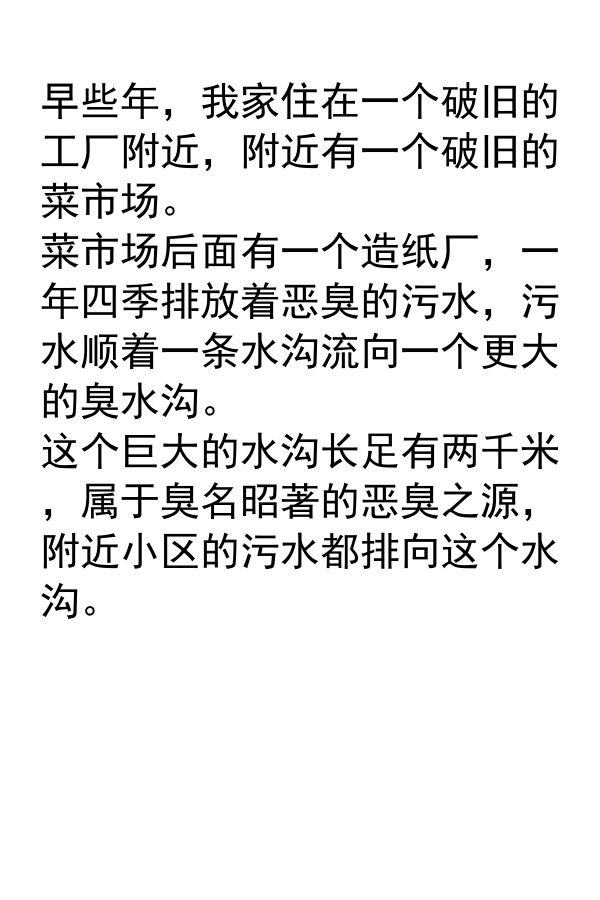 早些年，我家住在一个破旧的
工厂附近，附近有一个破旧的
菜市场。
菜市场后面有一个造纸厂，一
年四季排放着恶臭的污水，污
水顺着一条水沟流向一个更大
的臭水沟。
这个巨大的水沟长足有两千米
，属于臭名昭著的恶臭之源，
附近小区的污水都排向这个水
沟。